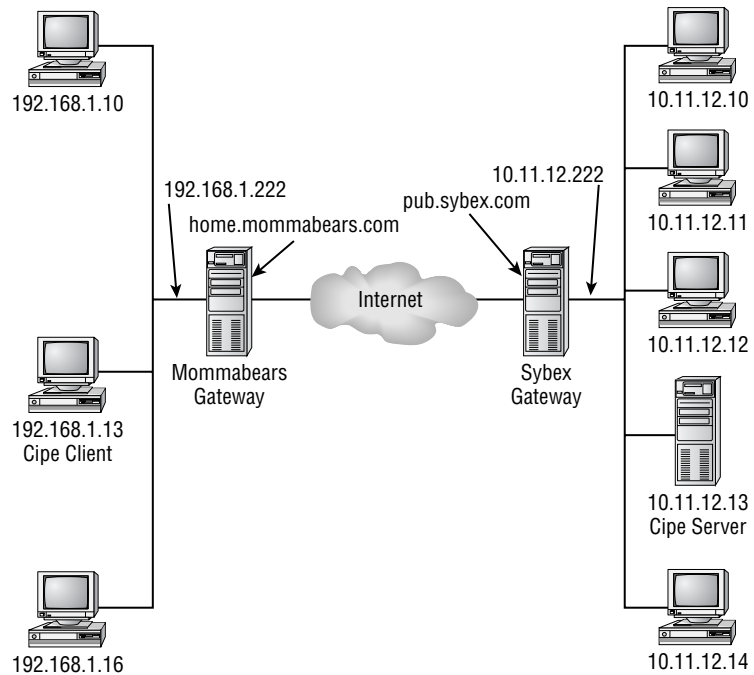 192.168.1.10
192.168.1.222
home.mommabears.com
Mommabears
Gateway
192.168.1.13
Cipe Client
192.168.1.16
Internet
pub.sybex.com
10.11.12.222
Sybex
Gateway
10.11.12.10
10.11.12.11
10.11.12.12
10.11.12.13
Cipe Server
10.11.12.14